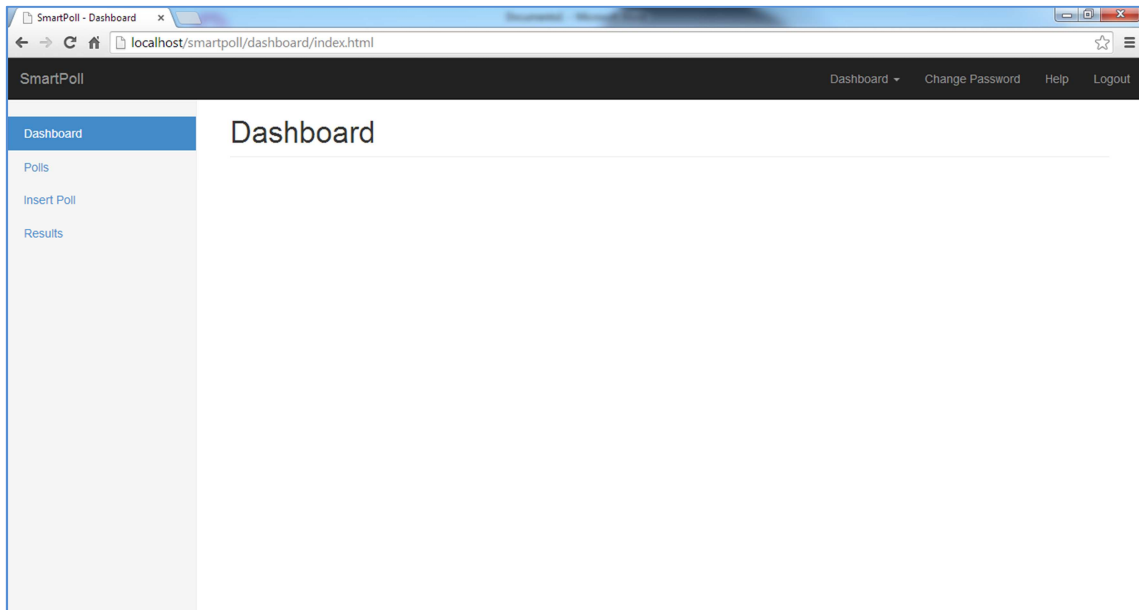 SmartPoll - Dashboard
localhost/smartpoll/dashboard/index.html
SmartPoll Dashboard Change Password Help Logout
Dashboard
Dashboard
Polls
Insert Poll
Results